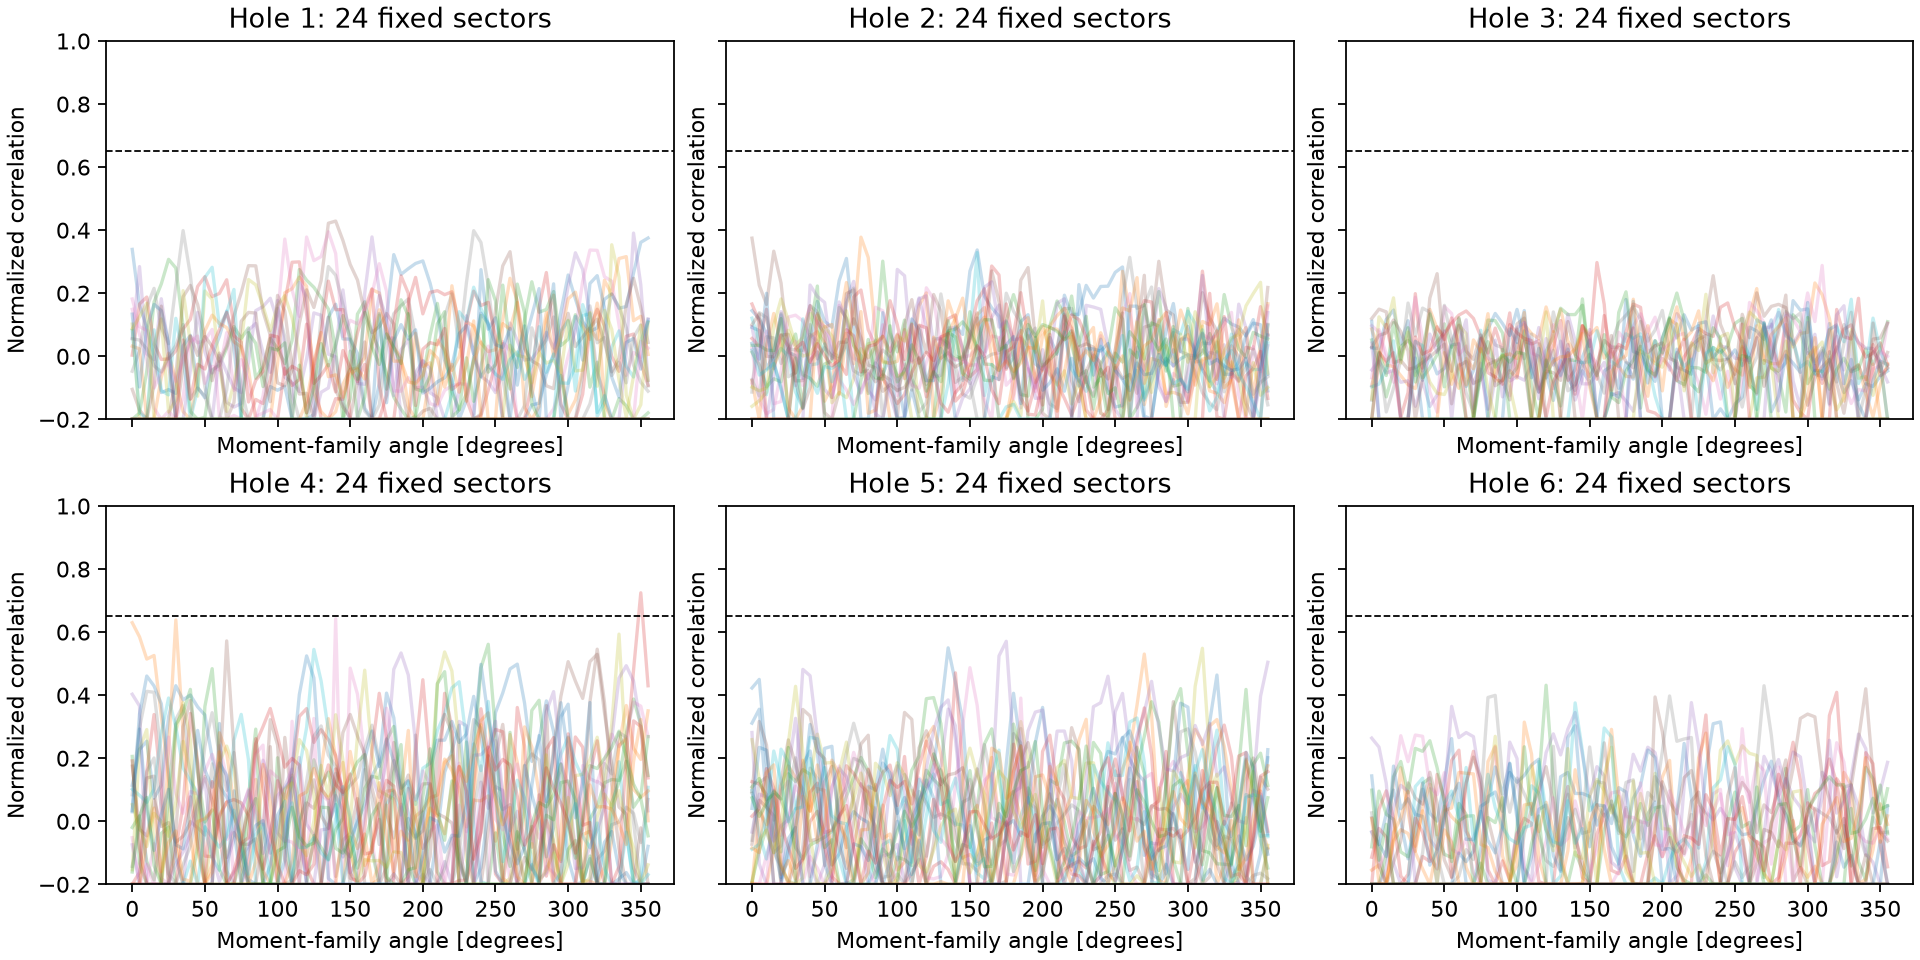 Hole 1: 24 fixed sectors
Hole 2: 24 fixed sectors
Hole 3: 24 fixed sectors
1.0
0.8
0.6
0.4
0.2
0.0
−0.2
Normalized correlation
Normalized correlation
Normalized correlation
Moment-family angle [degrees]
Moment-family angle [degrees]
Moment-family angle [degrees]
Hole 4: 24 fixed sectors
Hole 5: 24 fixed sectors
Hole 6: 24 fixed sectors
1.0
0.8
0.6
0.4
0.2
0.0
−0.2
Normalized correlation
Normalized correlation
Normalized correlation
0 50 100 150 200 250 300 350
0 50 100 150 200 250 300 350
0 50 100 150 200 250 300 350
Moment-family angle [degrees]
Moment-family angle [degrees]
Moment-family angle [degrees]